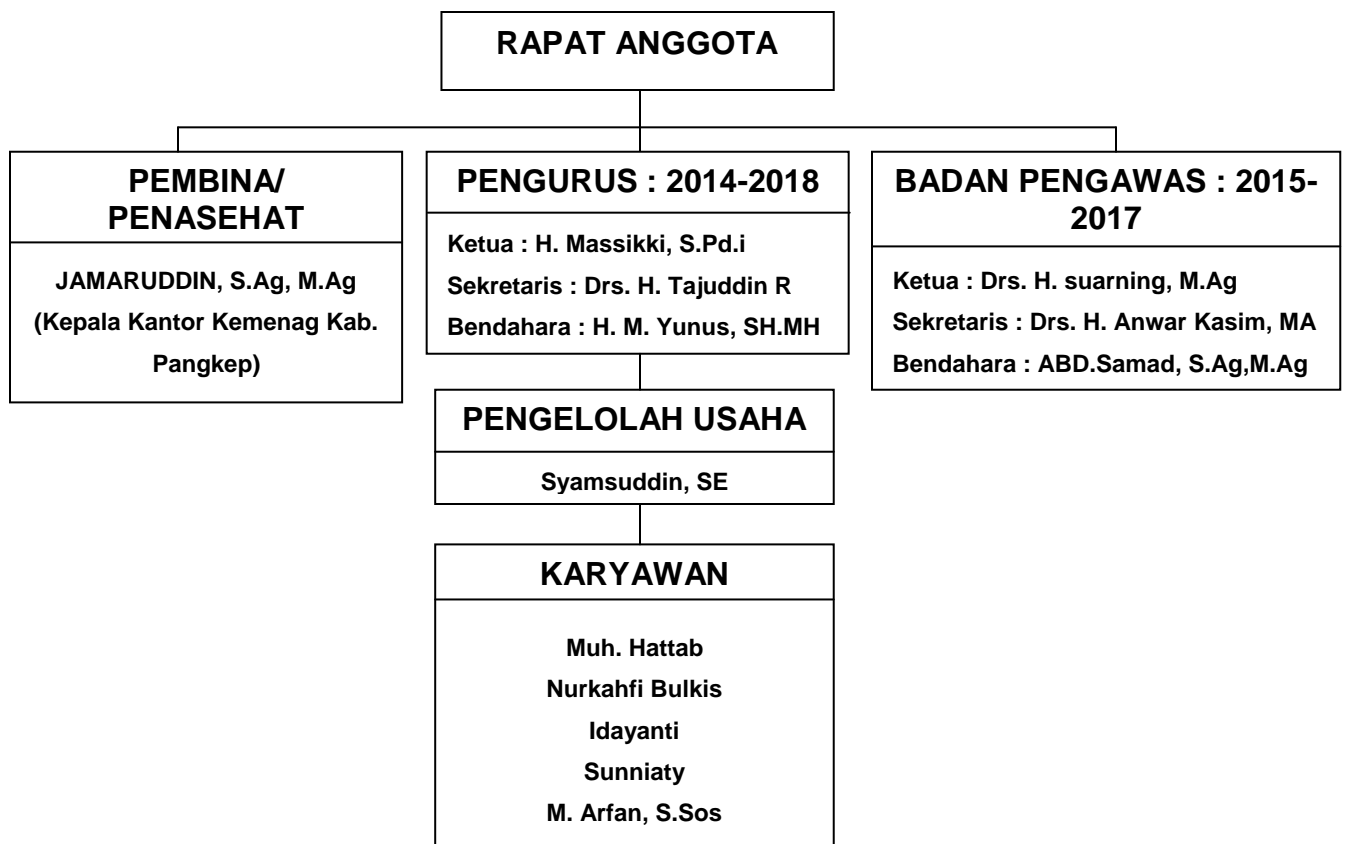 RAPAT ANGGOTA
PEMBINA/
PENASEHAT
JAMARUDDIN, S.Ag, M.Ag
(Kepala Kantor Kemenag Kab.
Pangkep)
PENGURUS : 2014-2018
Ketua : H. Massikki, S.Pd.i
Sekretaris : Drs. H. Tajuddin R
Bendahara : H. M. Yunus, SH.MH
BADAN PENGAWAS : 2015-
2017
Ketua : Drs. H. suarning, M.Ag
Sekretaris : Drs. H. Anwar Kasim, MA
Bendahara : ABD.Samad, S.Ag,M.Ag
PENGELOLAH USAHA
Syamsuddin, SE
KARYAWAN
Muh. Hattab
Nurkahfi Bulkis
Idayanti
Sunniaty
M. Arfan, S.Sos